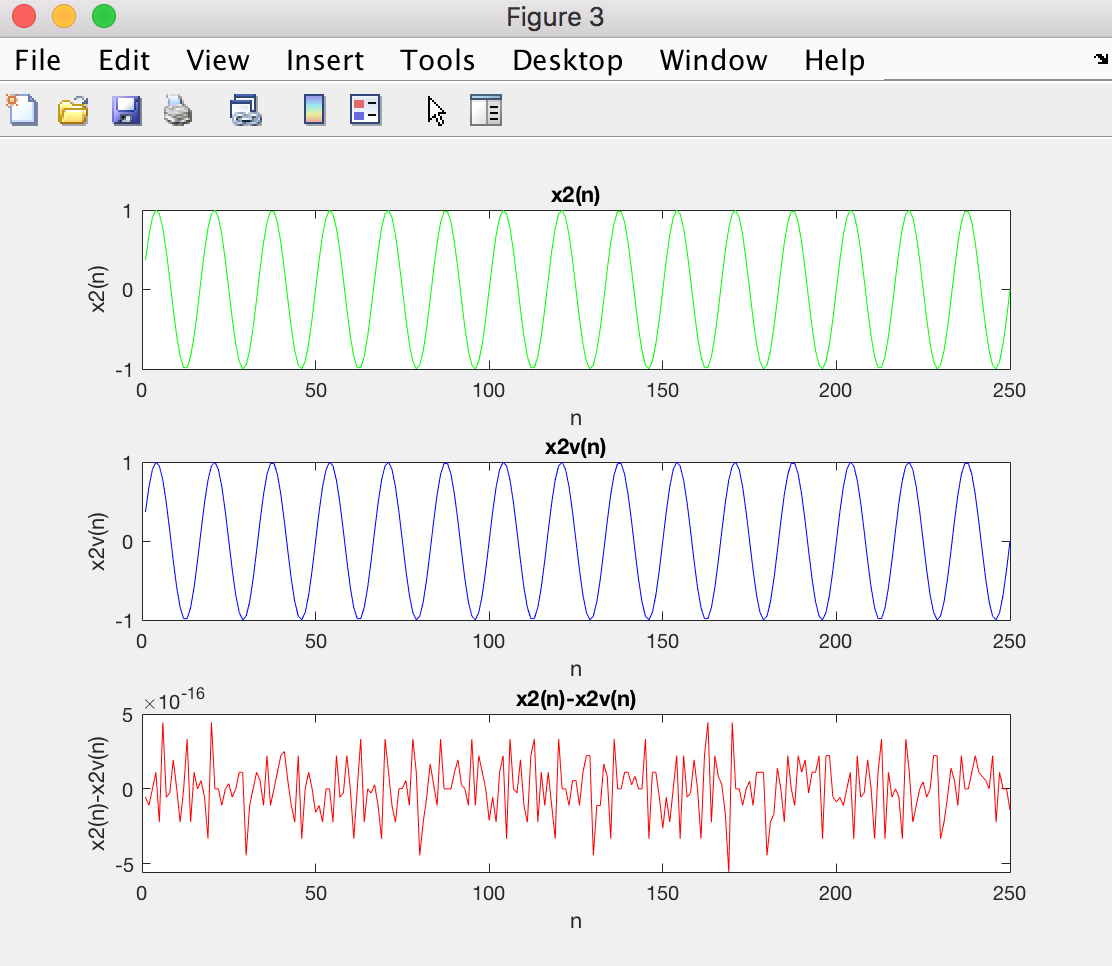 Figure 3
File Edit View Insert Tools Desktop Window Help
x2(n)
1
0
-1
x2(n)
0 50 100 150 200 250
n
x2v(n)
1
0
-1
x2v(n)
0 50 100 150 200 250
n
×10-16
x2(n)-x2v(n)
5
0
-5
x2(n)-x2v(n)
0 50 100 150 200 250
n